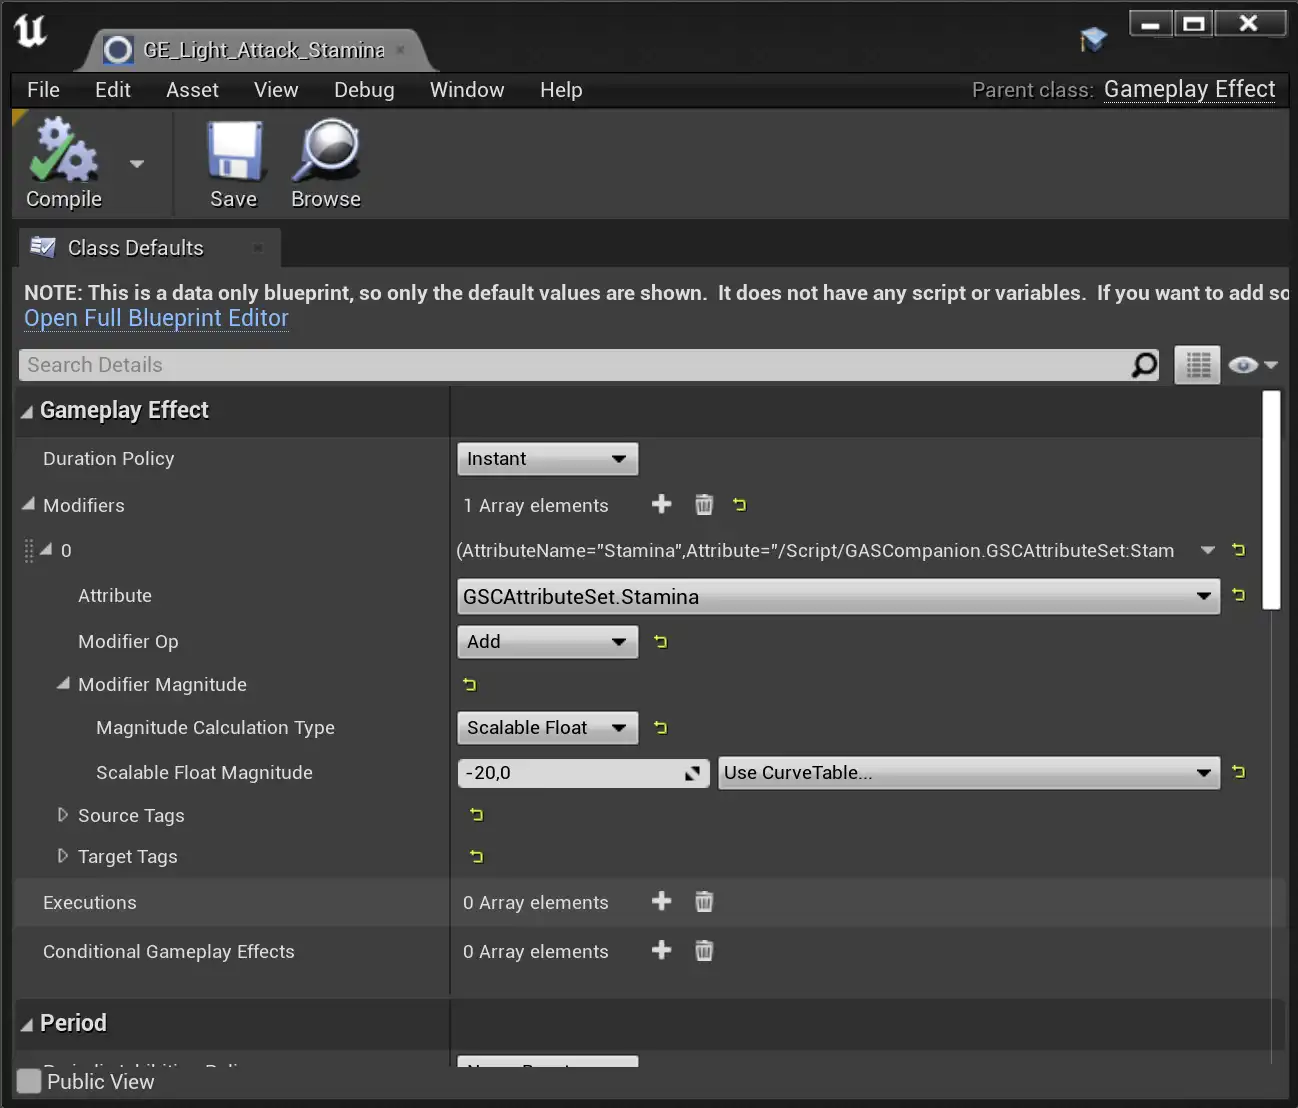 GE_Light_Attack_Stamina
File Edit Asset View Debug Window Help Parent class: Gameplay Effect
Compile Save Browse
Class Defaults
NOTE: This is a data only blueprint, so only the default values are shown. It does not have any script or variables. If you want to add so
Open Full Blueprint Editor
Search Details
Gameplay Effect
Duration Policy Instant
Modifiers 1 Array elements
0 (AttributeName="Stamina",Attribute="/Script/GASCompanion.GSCAttributeSet:Stam
Attribute GSCAttributeSet.Stamina
Modifier Op Add
Modifier Magnitude
Magnitude Calculation Type Scalable Float
Scalable Float Magnitude -20,0 Use CurveTable...
Source Tags
Target Tags
Executions 0 Array elements
Conditional Gameplay Effects 0 Array elements
Period
Public View